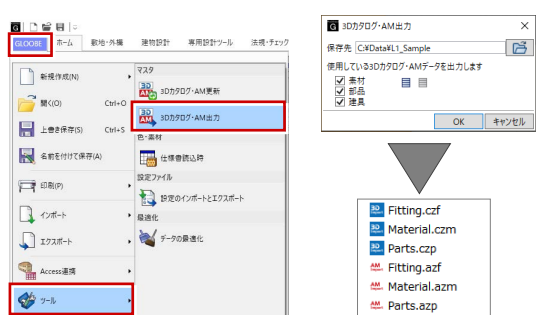 GLOOBE ホーム 敷地・外構 建物設計 専用設計ツール 法規・チェック
新規作成(N)
開く(O) Ctrl+O
上書き保存(S) Ctrl+S
名前を付けて保存(A)
印刷(P)
インポート
エクスポート
Access連携
ツール
マスタ
3Dカタログ・AM更新
3Dカタログ・AM出力
色・素材
仕様書読込時
設定ファイル
設定のインポートとエクスポート
最適化
データの最適化
3Dカタログ・AM出力
保存先 C:¥Data¥L1_Sample
使用している3Dカタログ・AMデータを出力します
素材
部品
建具
OK キャンセル
Fitting.czf
Material.czm
Parts.czp
Fitting.azf
Material.azm
Parts.azp